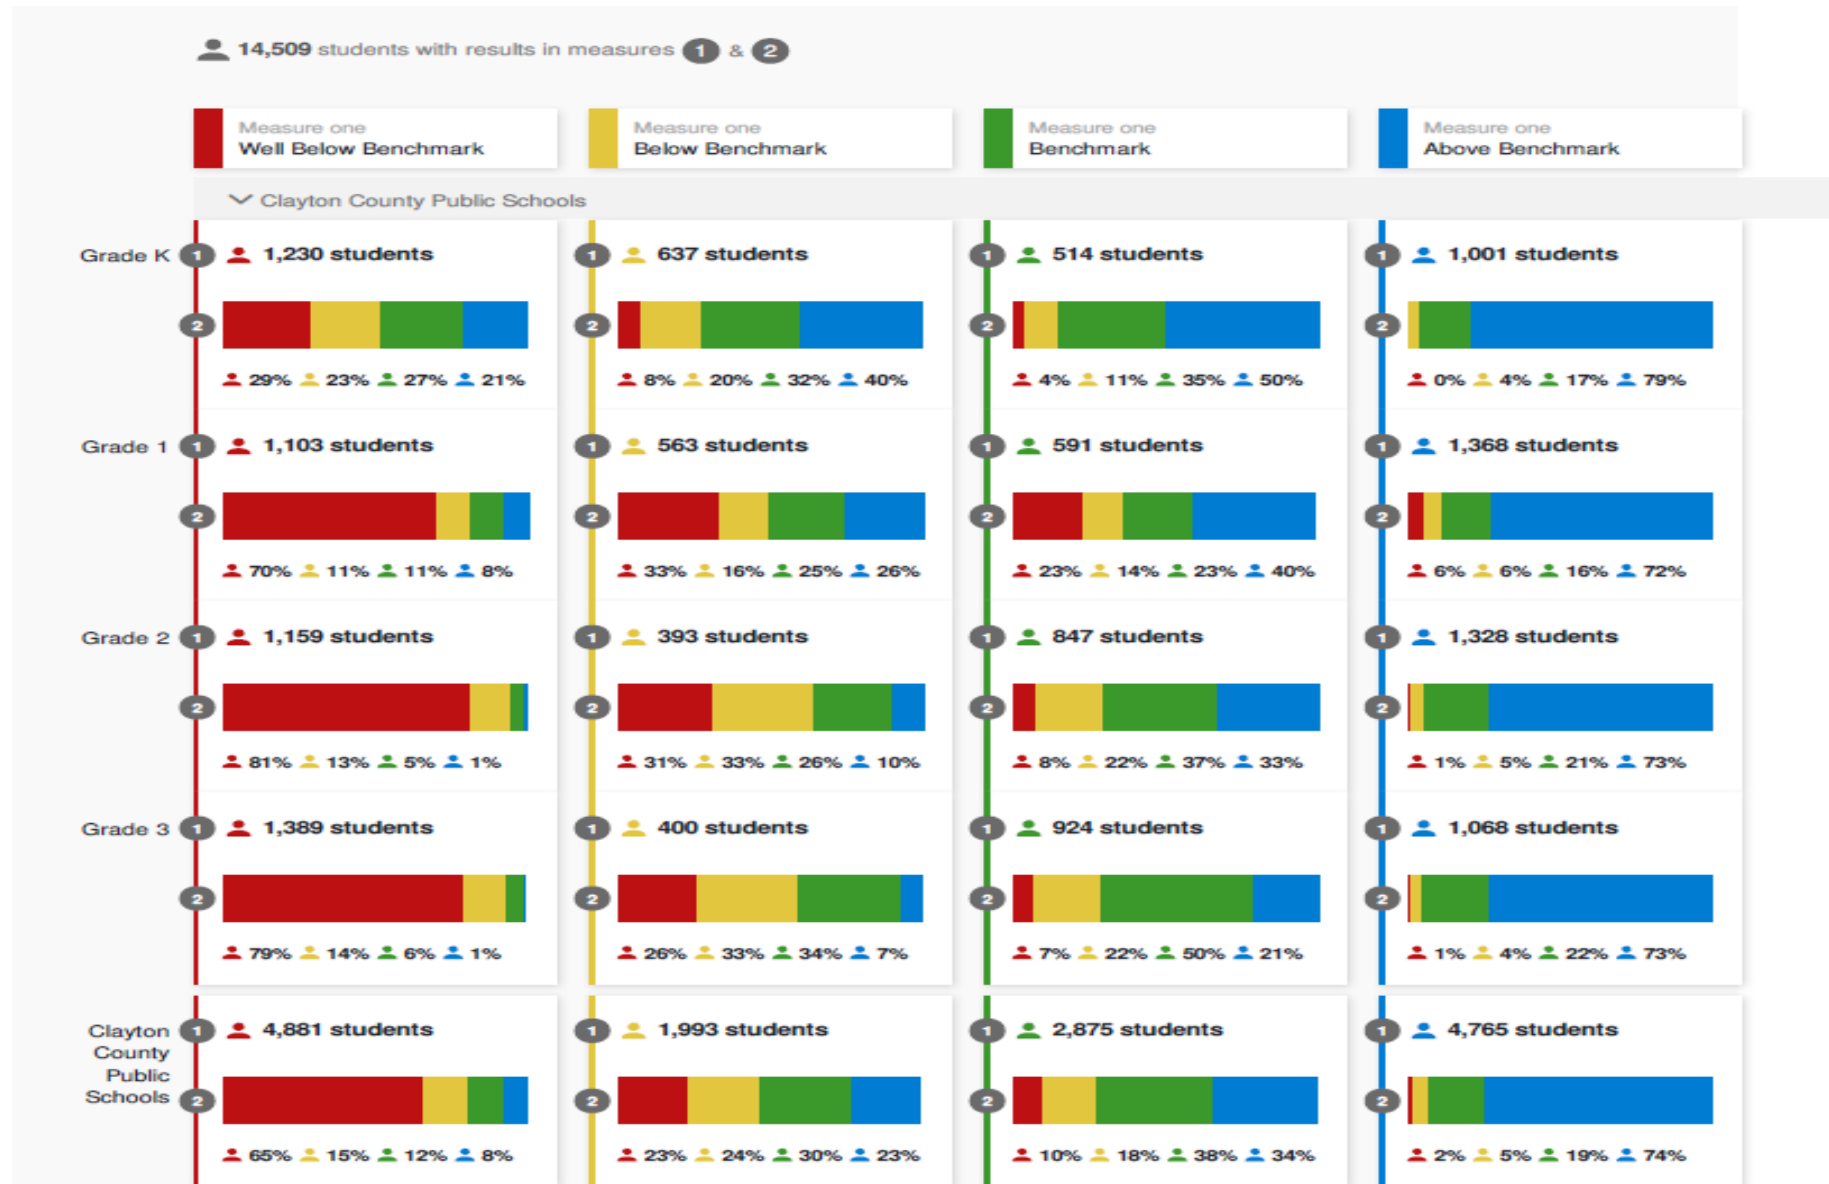 14,509 students with results in measures 1 & 2
Measure one Measure one Measure one Measure one
Well Below Benchmark Below Benchmark Benchmark Above Benchmark
Clayton County Public Schools
Grade K 1 1,230 students 1 637 students 1 514 students 1 1,001 students
2 2 2 2
29% 23% 27% 21% 8% 20% 32% 40% 4% 11% 35% 50% 0% 4% 17% 79%
Grade 1 1 1,103 students 1 563 students 1 591 students 1 1,368 students
2 2 2 2
70% 11% 11% 8% 33% 16% 25% 26% 23% 14% 23% 40% 6% 6% 16% 72%
Grade 2 1 1,159 students 1 393 students 1 847 students 1 1,328 students
2 2 2 2
81% 13% 5% 1% 31% 33% 26% 10% 8% 22% 37% 33% 1% 5% 21% 73%
Grade 3 1 1,389 students 1 400 students 1 924 students 1 1,068 students
2 2 2 2
79% 14% 6% 1% 26% 33% 34% 7% 7% 22% 50% 21% 1% 4% 22% 73%
Clayton 1 4,881 students 1 1,993 students 1 2,875 students 1 4,765 students
County
Public
Schools 2 2 2 2
65% 15% 12% 8% 23% 24% 30% 23% 10% 18% 38% 34% 2% 5% 19% 74%